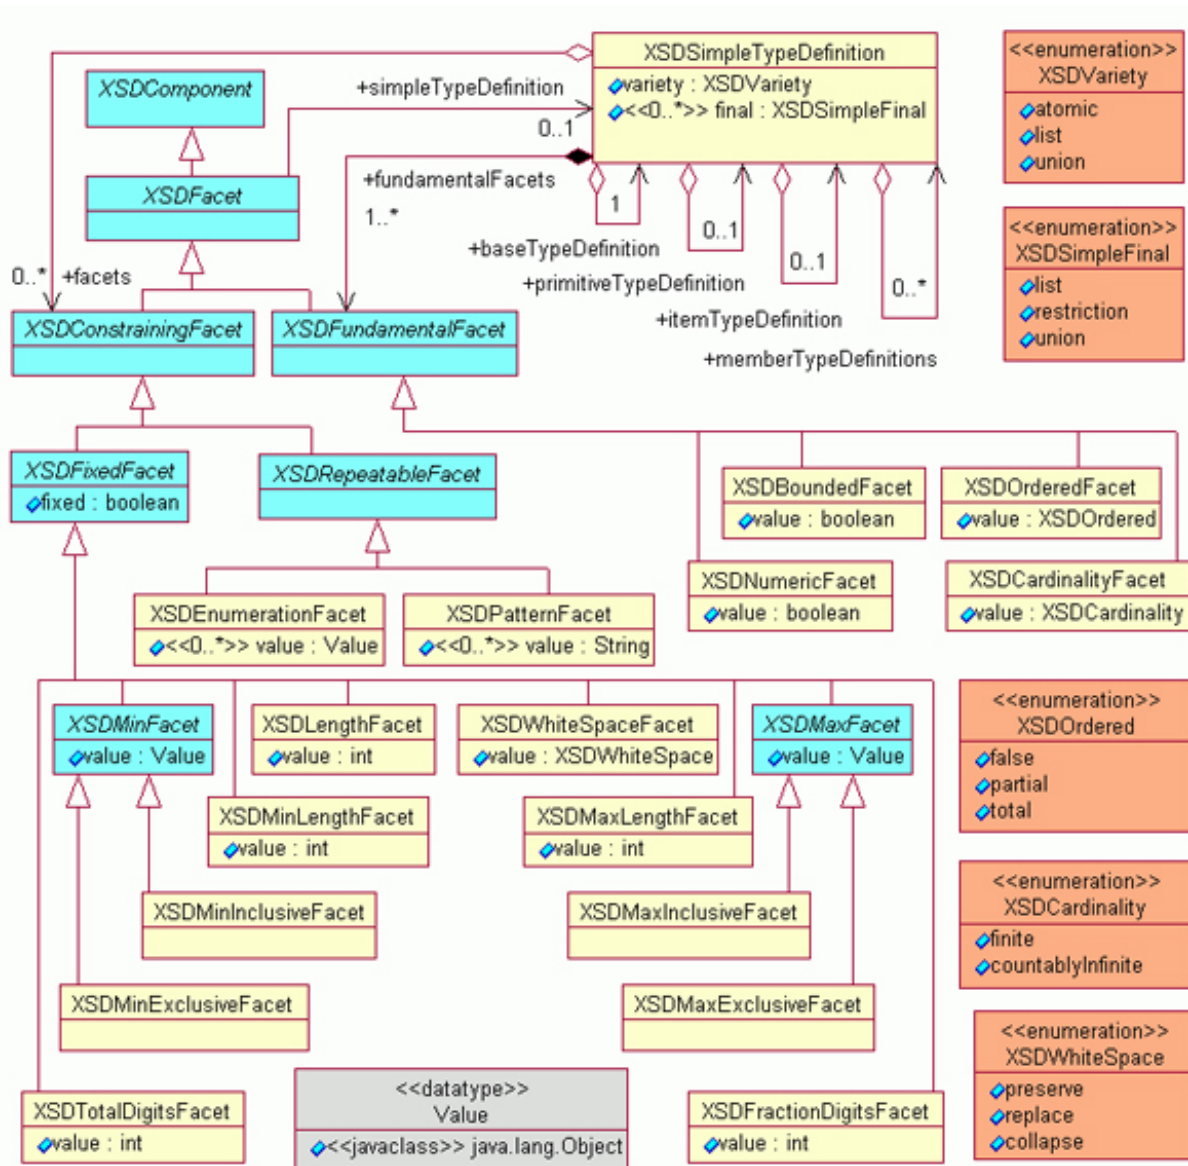 XSDSimpleTypeDefinition
variety : XSDVariety
<<0..*>> final : XSDSimpleFinal
<<enumeration>>
XSDVariety
atomic
list
union
XSDComponent
+simpleTypeDefinition
0..1
XSDFacet
+fundamentalFacets
1..*
1
+baseTypeDefinition
0..1
+primitiveTypeDefinition
0..1
+itemTypeDefinition
0..*
+memberTypeDefinitions
<<enumeration>>
XSDSimpleFinal
list
restriction
union
0..* +facets
XSDConstrainingFacet
XSDFundamentalFacet
XSDFixedFacet
fixed : boolean
XSDRepeatableFacet
XSDBoundedFacet
value : boolean
XSDOrderedFacet
value : XSDOrdered
XSDNumericFacet
value : boolean
XSDCardinalityFacet
value : XSDCardinality
XSDEnumerationFacet
<<0..*>> value : Value
XSDPatternFacet
<<0..*>> value : String
XSDMinFacet
value : Value
XSDLengthFacet
value : int
XSDWhiteSpaceFacet
value : XSDWhiteSpace
XSDMaxFacet
value : Value
<<enumeration>>
XSDOrdered
false
partial
total
XSDMinLengthFacet
value : int
XSDMaxLengthFacet
value : int
XSDMinInclusiveFacet
XSDMaxInclusiveFacet
<<enumeration>>
XSDCardinality
finite
countablyInfinite
XSDMinExclusiveFacet
XSDMaxExclusiveFacet
<<enumeration>>
XSDWhiteSpace
preserve
replace
collapse
XSDTotalDigitsFacet
value : int
<<datatype>>
Value
<<javaclass>> java.lang.Object
XSDFractionDigitsFacet
value : int